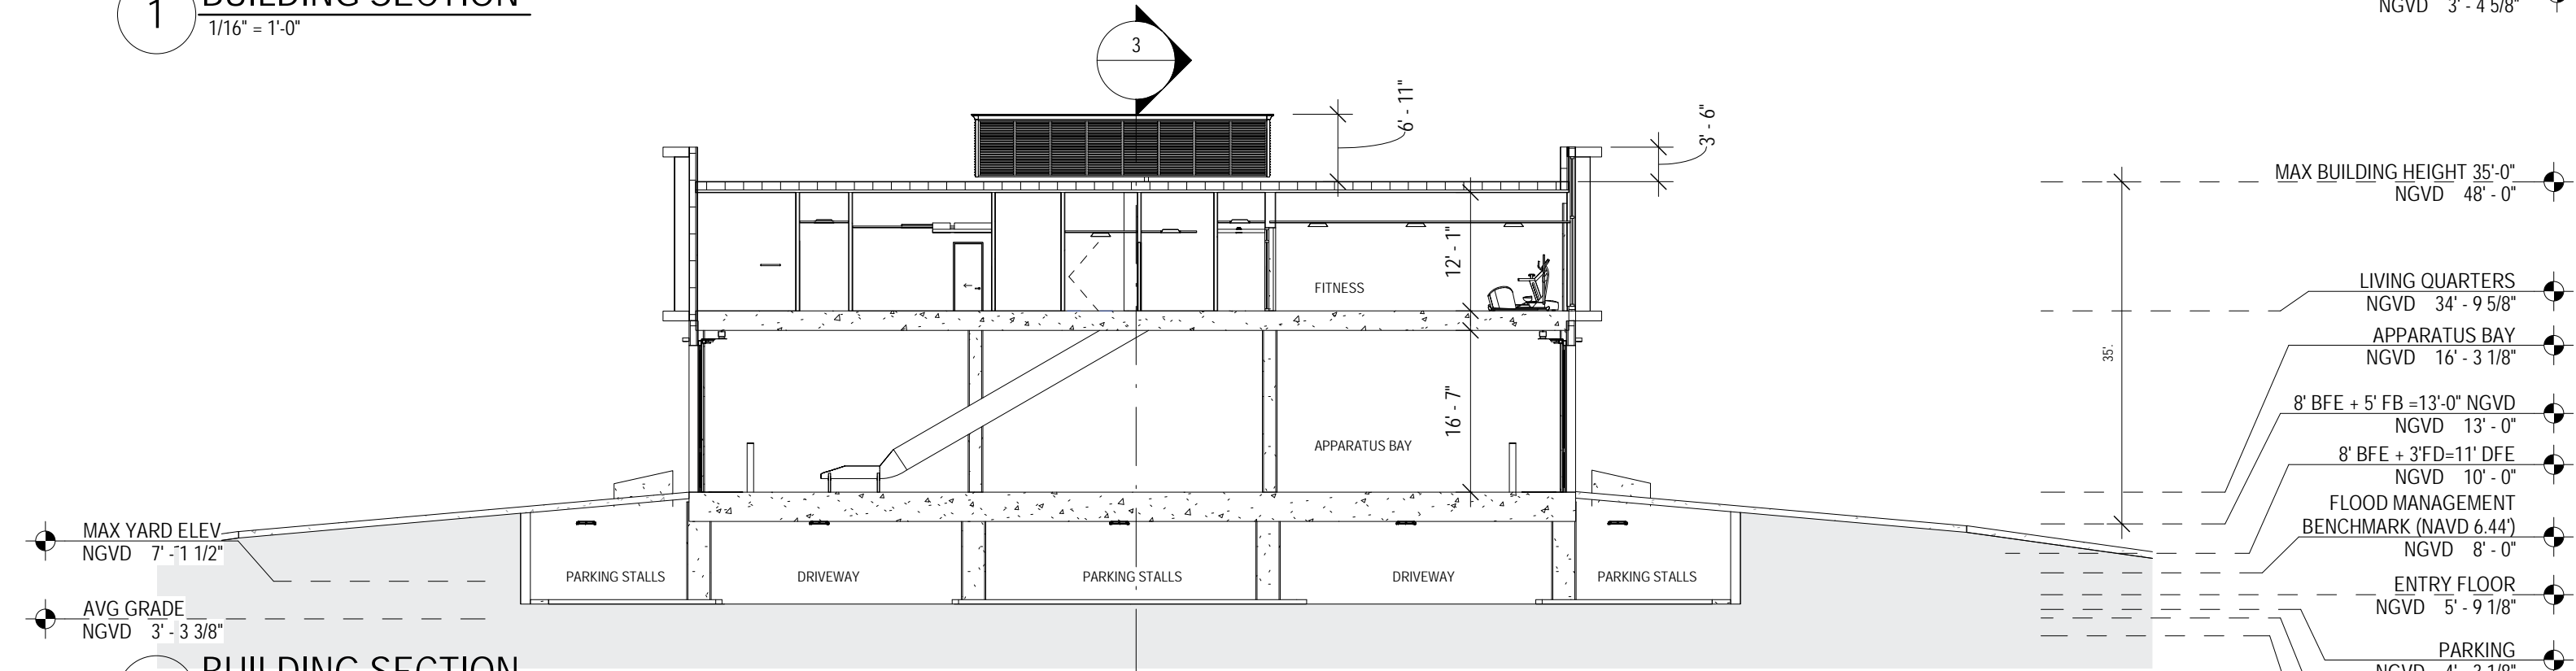 1
BUILDING SECTION
1/16" = 1'-0"
NGVD 3' - 4 5/8"
3
6' - 11"
3' - 6"
MAX BUILDING HEIGHT 35'-0"
NGVD 48' - 0"
12' - 1"
FITNESS
LIVING QUARTERS
NGVD 34' - 9 5/8"
35'.
APPARATUS BAY
NGVD 16' - 3 1/8"
16' - 7"
APPARATUS BAY
8' BFE + 5' FB =13'-0" NGVD
NGVD 13' - 0"
8' BFE + 3'FD=11' DFE
NGVD 10' - 0"
FLOOD MANAGEMENT
BENCHMARK (NAVD 6.44')
NGVD 8' - 0"
MAX YARD ELEV
NGVD 7' - 1 1/2"
PARKING STALLS
DRIVEWAY
PARKING STALLS
DRIVEWAY
PARKING STALLS
ENTRY FLOOR
NGVD 5' - 9 1/8"
AVG GRADE
NGVD 3' - 3 3/8"
PARKING
NGVD 4' - 3 1/8"
BUILDING SECTION